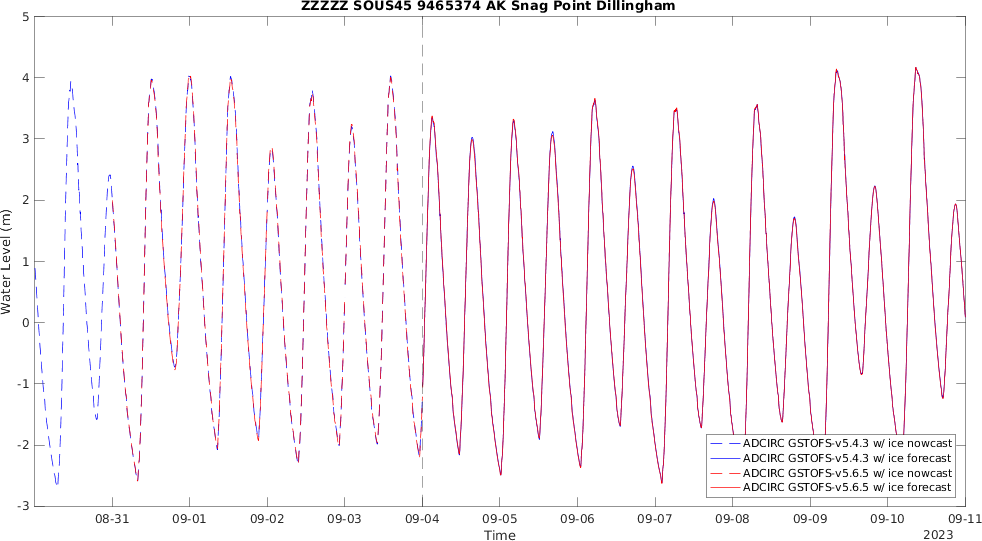 ZZZZZ SOUS45 9465374 AK Snag Point Dillingham
5
4
3
2
1
0
-1
-2
-3
Water Level (m)
08-31 09-01 09-02 09-03 09-04 09-05 09-06 09-07 09-08 09-09 09-10 09-11
Time
2023
ADCIRC GSTOFS-v5.4.3 w/ ice nowcast
ADCIRC GSTOFS-v5.4.3 w/ ice forecast
ADCIRC GSTOFS-v5.6.5 w/ ice nowcast
ADCIRC GSTOFS-v5.6.5 w/ ice forecast